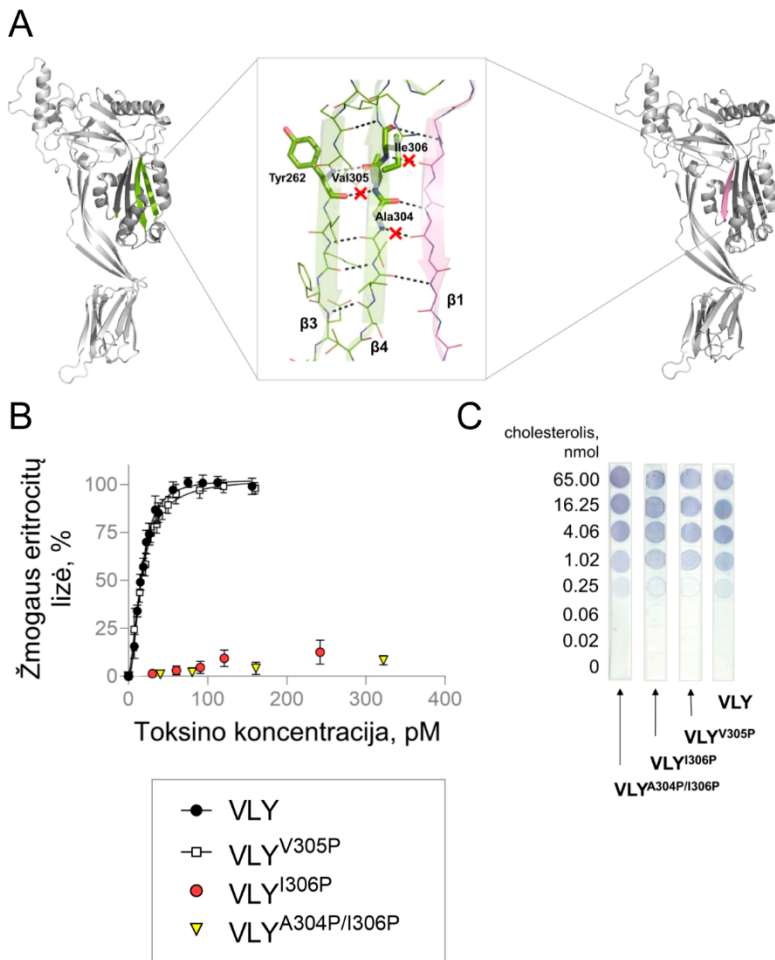 A
Tyr262
Val305
Ile306
Ala304
β3
β4
β1
B
Žmogaus eritrocitų
lizė, %
100
75
50
25
0
0
100
200
300
400
Toksino koncentracija, pM
VLY
VLY^V305P
VLY^I306P
VLY^A304P/I306P
C
cholesterolis,
nmol
65.00
16.25
4.06
1.02
0.25
0.06
0.02
0
VLY
VLY^V305P
VLY^I306P
VLY^A304P/I306P